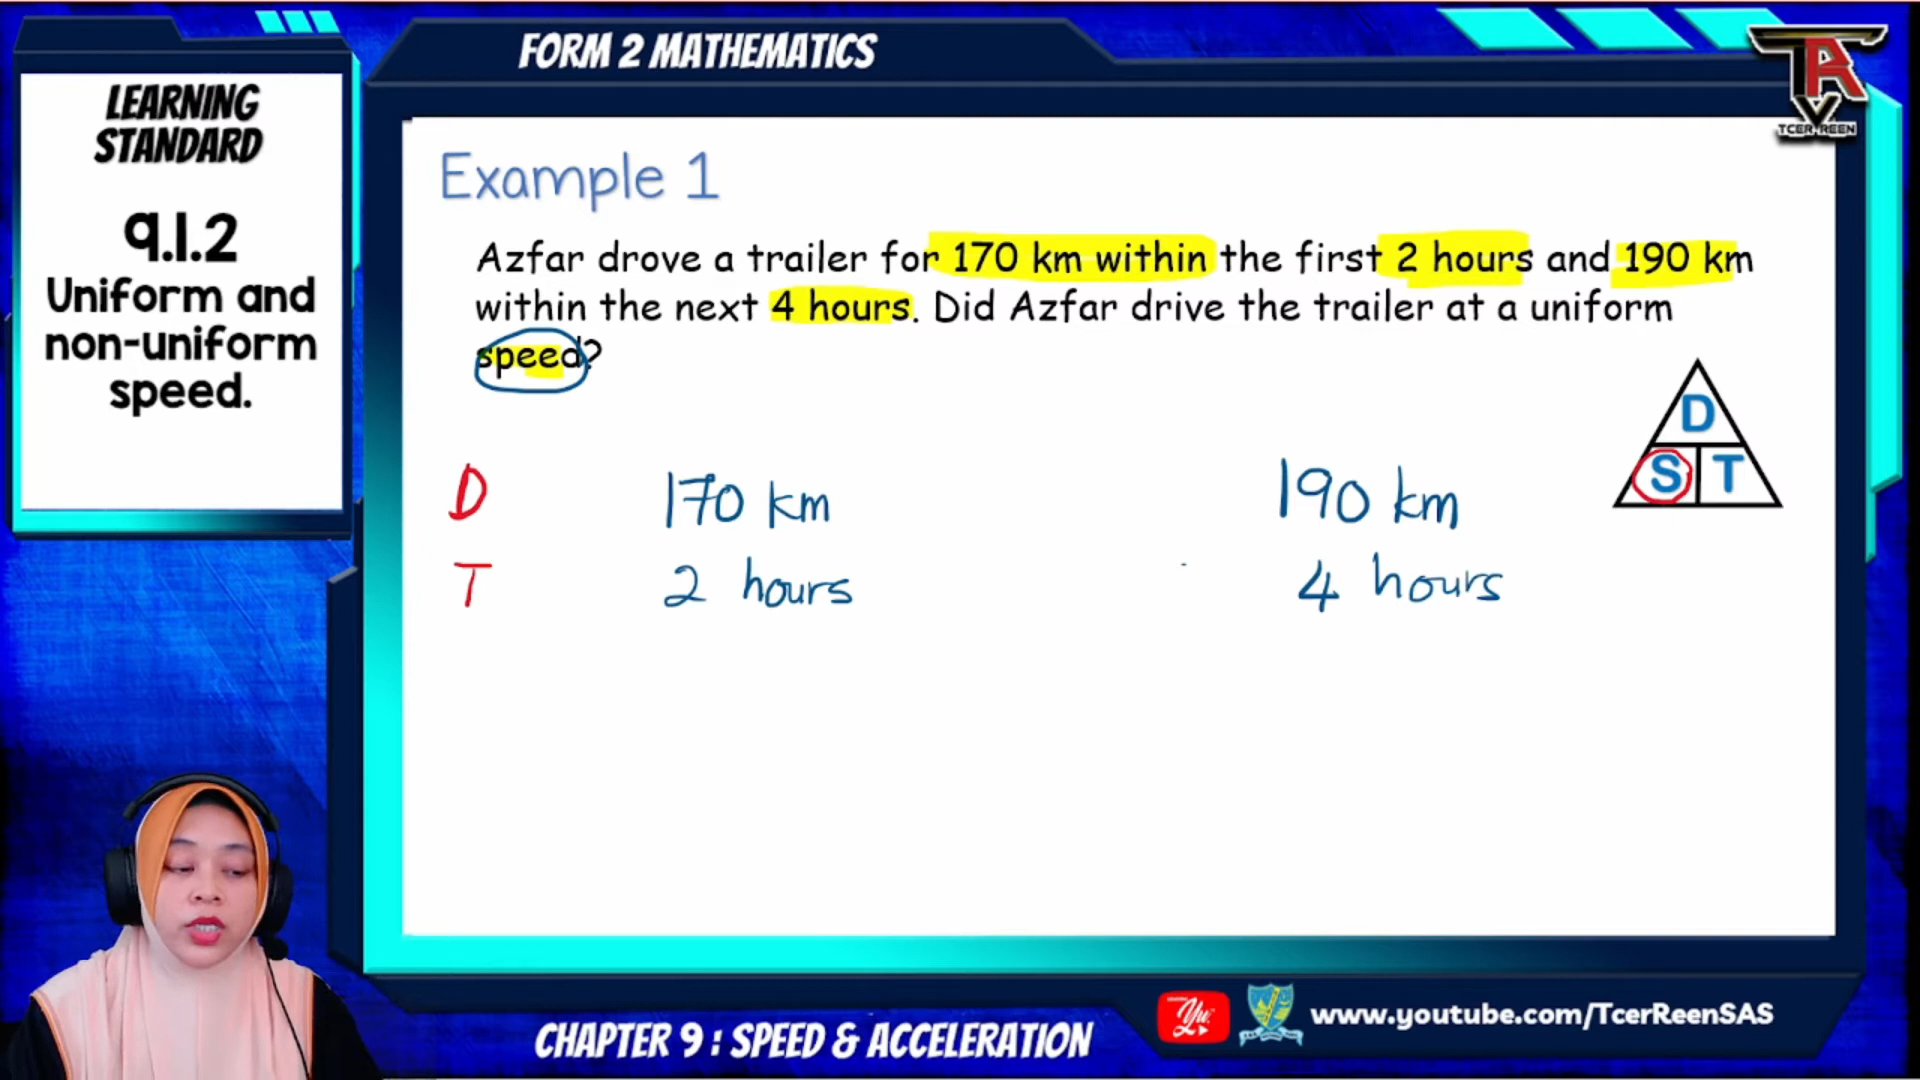 FORM 2 MATHEMATICS
LEARNING
STANDARD
9.1.2
Uniform and
non-uniform
speed.
TCER REEN
Example 1
Azfar drove a trailer for 170 km within the first 2 hours and 190 km
within the next 4 hours. Did Azfar drive the trailer at a uniform
speed?
D
S T
D 170 km 190 km
T 2 hours 4 hours
CHAPTER 9 : SPEED & ACCELERATION
www.youtube.com/TcerReenSAS